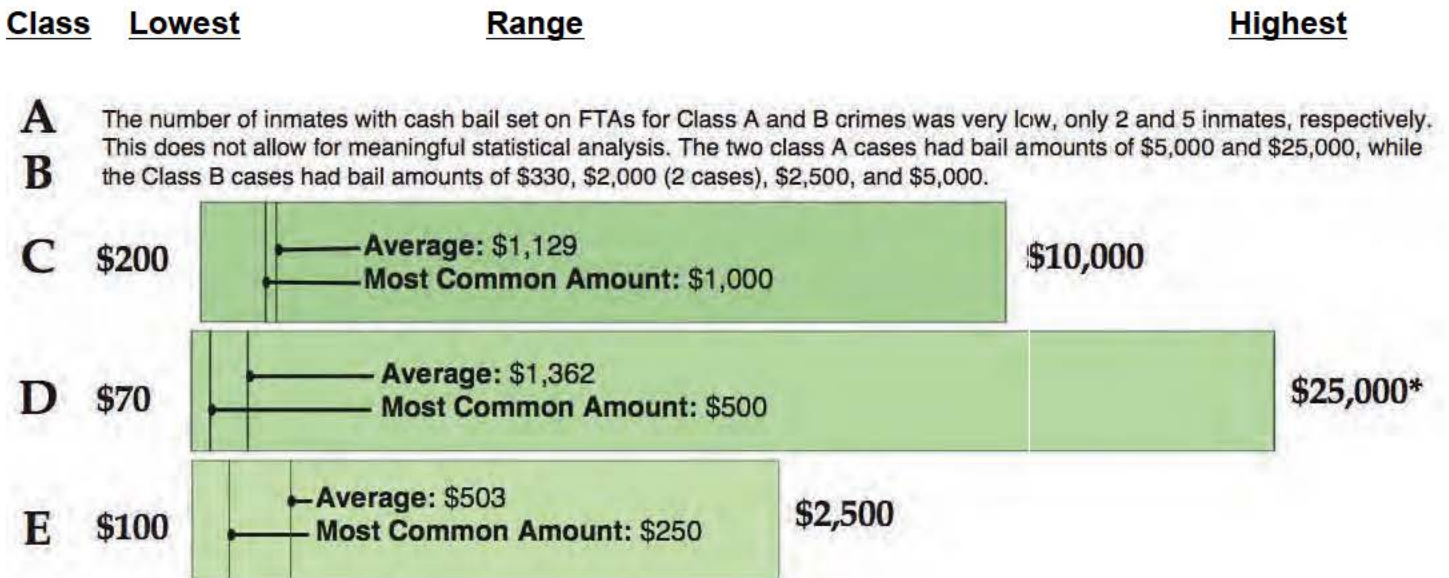 Class Lowest Range Highest
A The number of inmates with cash bail set on FTAs for Class A and B crimes was very low, only 2 and 5 inmates, respectively.
This does not allow for meaningful statistical analysis. The two class A cases had bail amounts of $5,000 and $25,000, while
B the Class B cases had bail amounts of $330, $2,000 (2 cases), $2,500, and $5,000.
Average: $1,129
C $200 $10,000
Most Common Amount: $1,000
Average: $1,362
D $70 $25,000*
Most Common Amount: $500
Average: $503
E $100 $2,500
Most Common Amount: $250